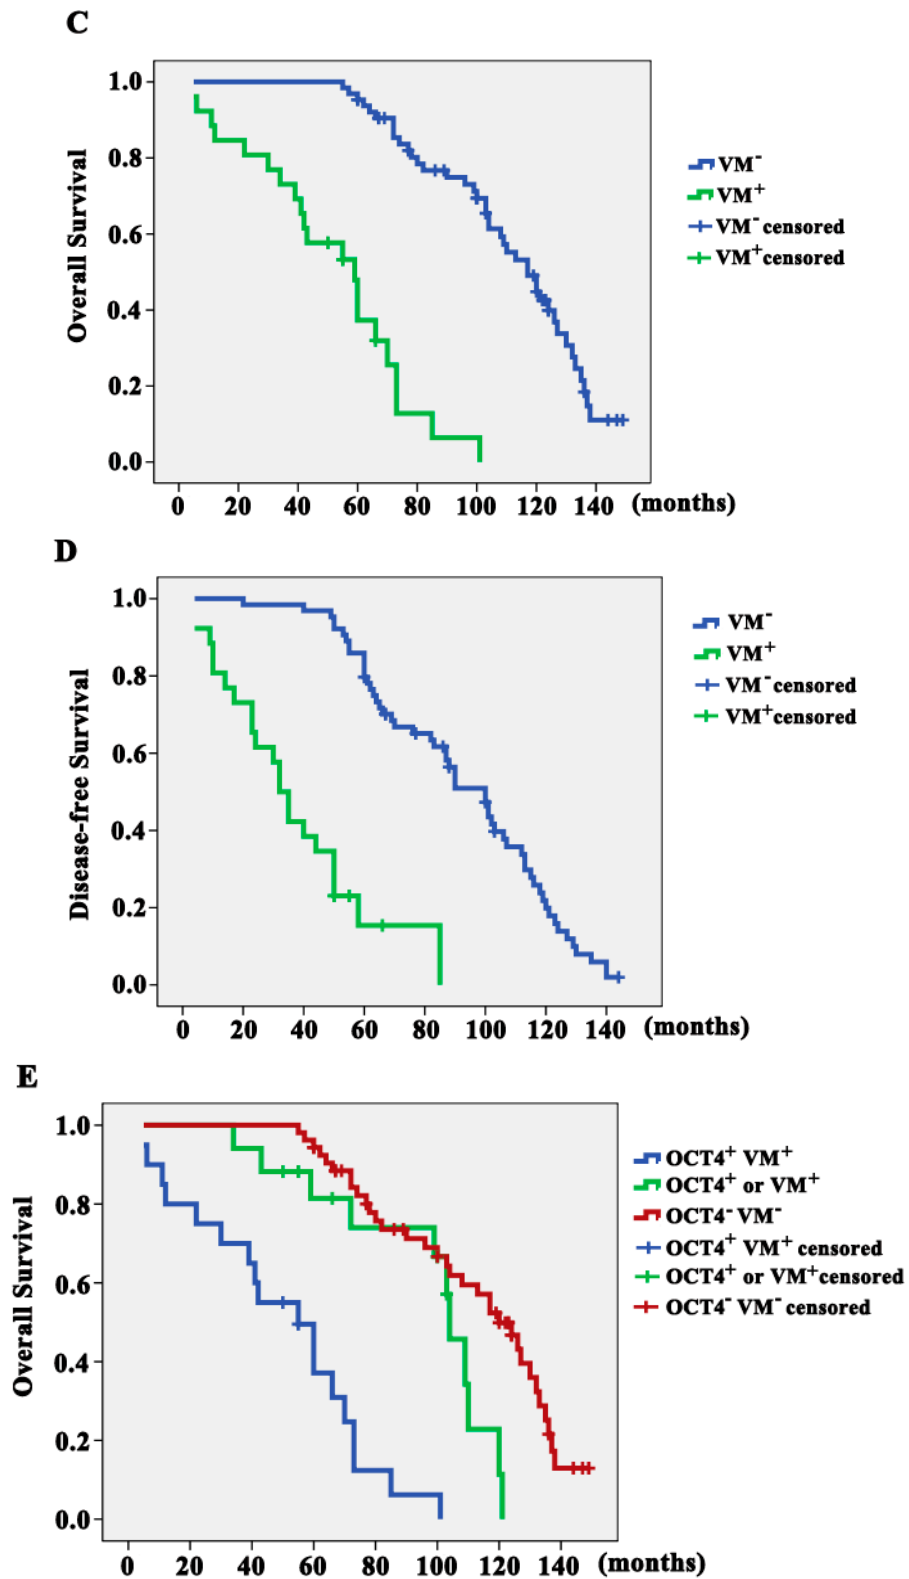 C
Overall Survival
1.0
0.8
0.6
0.4
0.2
0.0
0 20 40 60 80 100 120 140 (months)
VM-
VM+
VM- censored
VM+ censored
D
Disease-free Survival
1.0
0.8
0.6
0.4
0.2
0.0
0 20 40 60 80 100 120 140 (months)
VM-
VM+
VM- censored
VM+ censored
E
Overall Survival
1.0
0.8
0.6
0.4
0.2
0.0
0 20 40 60 80 100 120 140 (months)
OCT4+ VM+
OCT4+ or VM+
OCT4- VM-
OCT4+ VM+ censored
OCT4+ or VM+ censored
OCT4- VM- censored